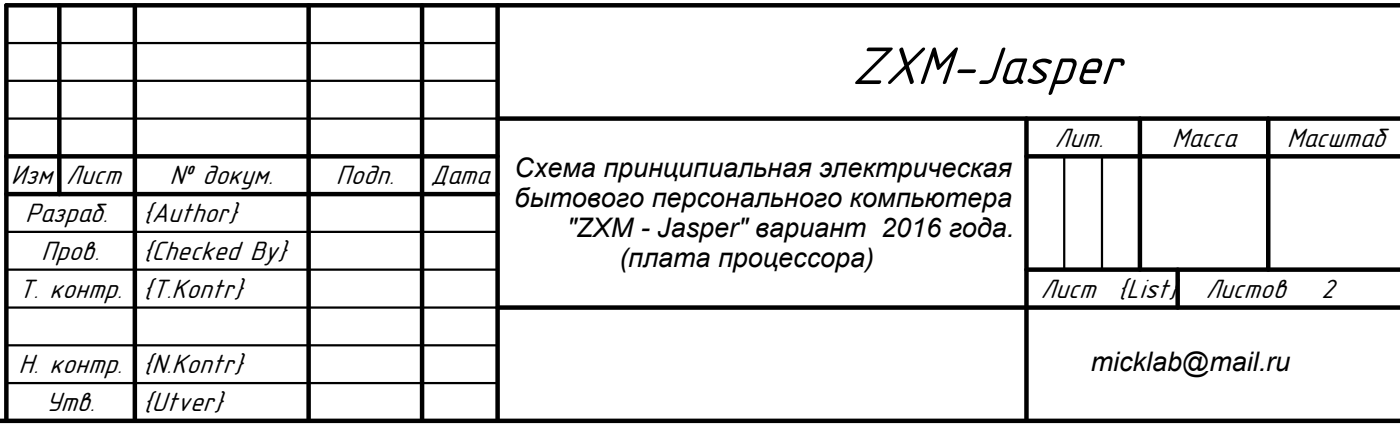 ZXM-Jasper
Лит. Масса Масштаб
Изм Лист № докум. Подп. Дата
Схема принципиальная электрическая
бытового персонального компьютера
"ZXM - Jasper" вариант 2016 года.
(плата процессора)
Разраб. {Author}
Пров. {Checked By}
Т. контр. {T.Kontr}
Лист {List} Листов 2
Н. контр. {N.Kontr}
Утв. {Utver}
micklab@mail.ru